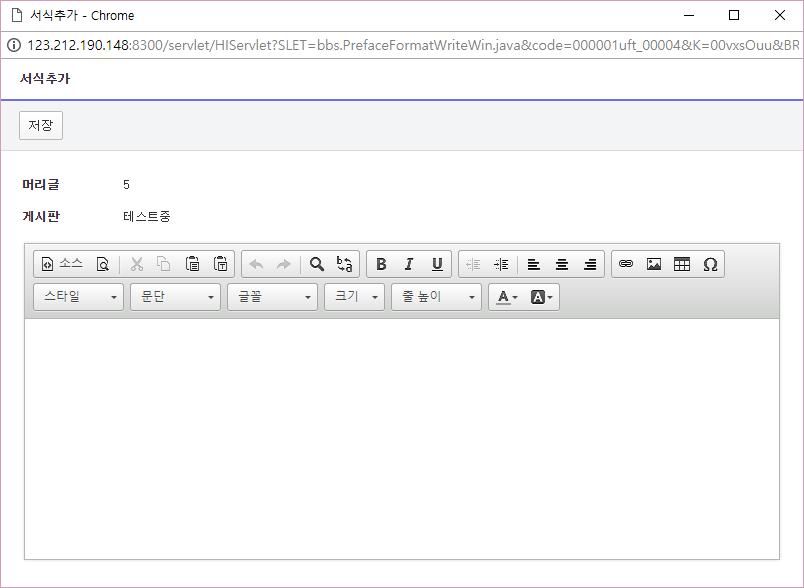 서식추가 - Chrome
123.212.190.148:8300/servlet/HIServlet?SLET=bbs.PrefaceFormatWriteWin.java&code=000001uft_00004&K=00vxsOuu&BR
서식추가
저장
머리글 5
게시판 테스트중
소스 B I U Ω
스타일 문단 글꼴 크기 줄 높이 A A